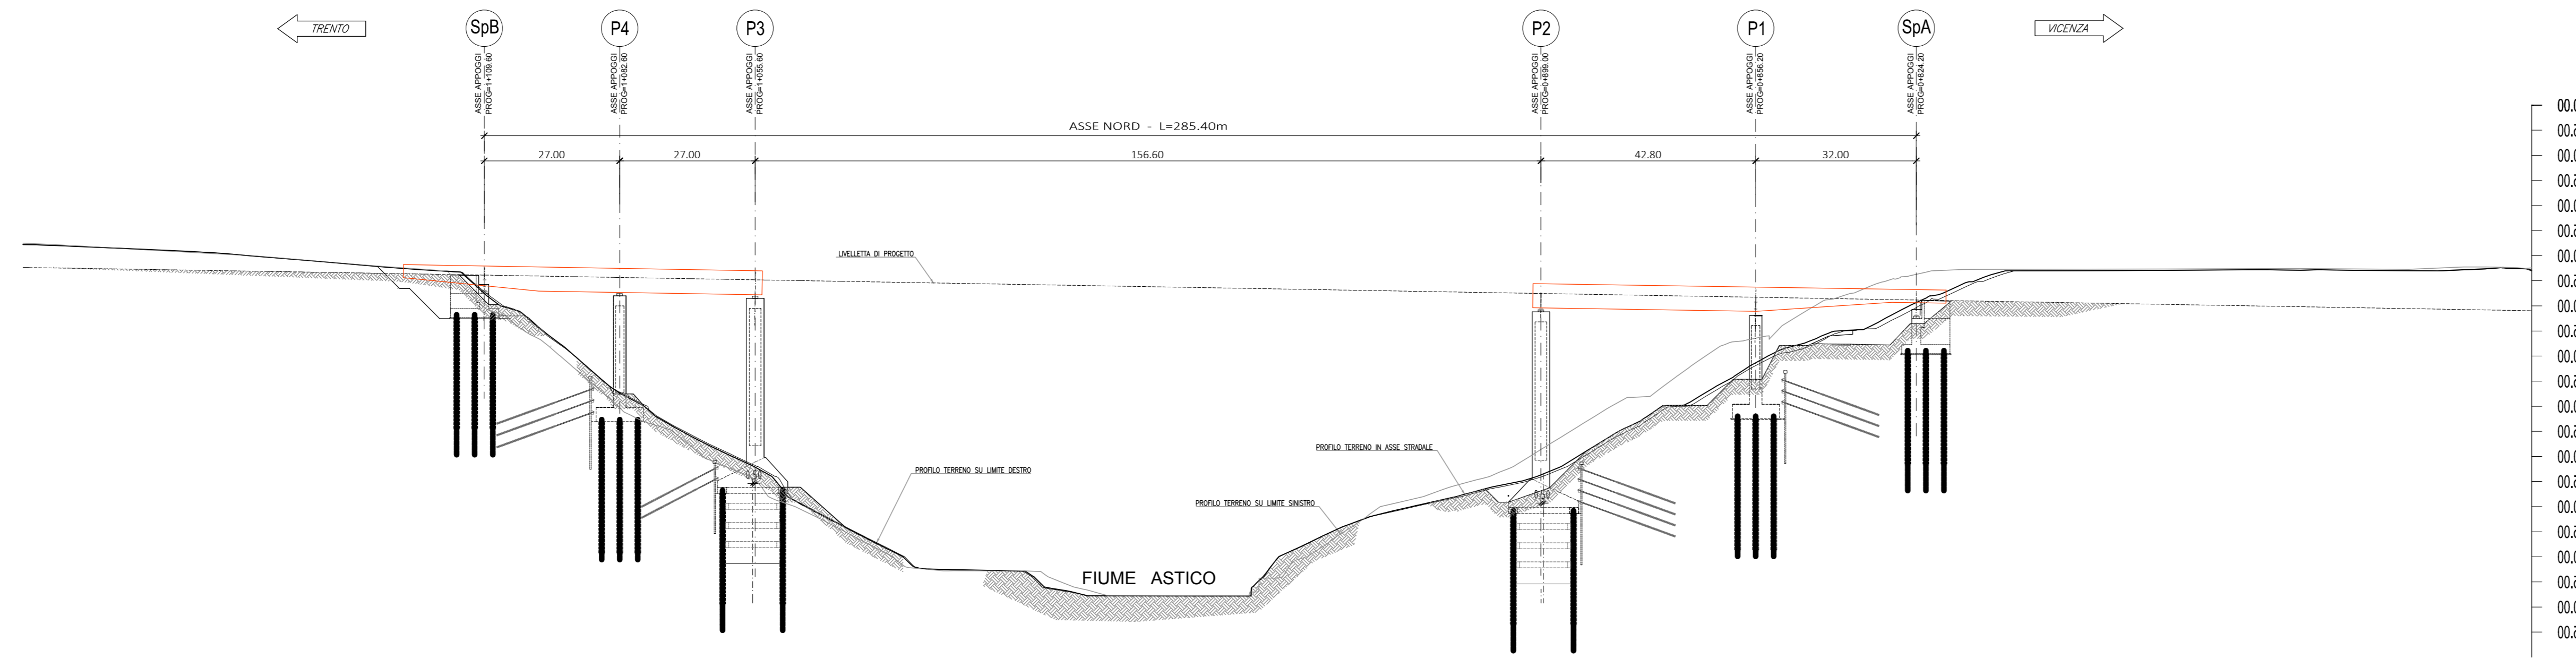 TRENTO
SpB
P4
P3
P2
P1
SpA
VICENZA
ASSE APPOGGI
PROG=1+109.60
ASSE APPOGGI
PROG=1+082.60
ASSE APPOGGI
PROG=1+055.60
ASSE APPOGGI
PROG=0+899.00
ASSE APPOGGI
PROG=0+856.20
ASSE APPOGGI
PROG=0+824.20
ASSE NORD - L=285.40m
27.00
27.00
156.60
42.80
32.00
LIVELLETTA DI PROGETTO
PROFILO TERRENO IN ASSE STRADALE
PROFILO TERRENO SU LIMITE DESTRO
0.50
0.50
PROFILO TERRENO SU LIMITE SINISTRO
FIUME ASTICO